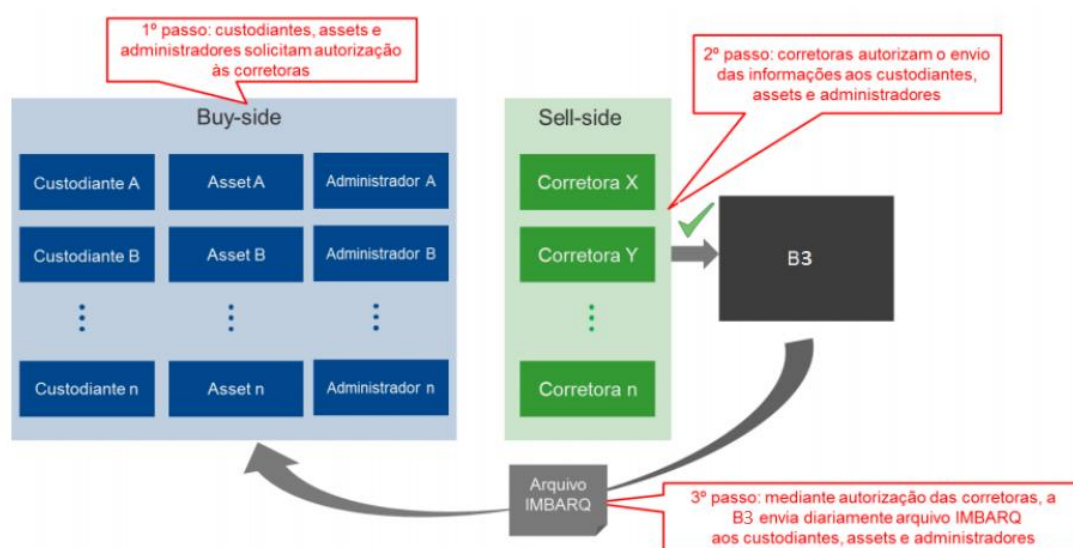 1º passo: custodiantes, assets e
administradores solicitam autorização
às corretoras
2º passo: corretoras autorizam o envio
das informações aos custodiantes,
assets e administradores
Buy-side
Sell-side
Custodiante A
Asset A
Administrador A
Corretora X
Custodiante B
Asset B
Administrador B
Corretora Y
B3
Custodiante n
Asset n
Administrador n
Corretora n
Arquivo
IMBARQ
3º passo: mediante autorização das corretoras, a
B3 envia diariamente arquivo IMBARQ
aos custodiantes, assets e administradores